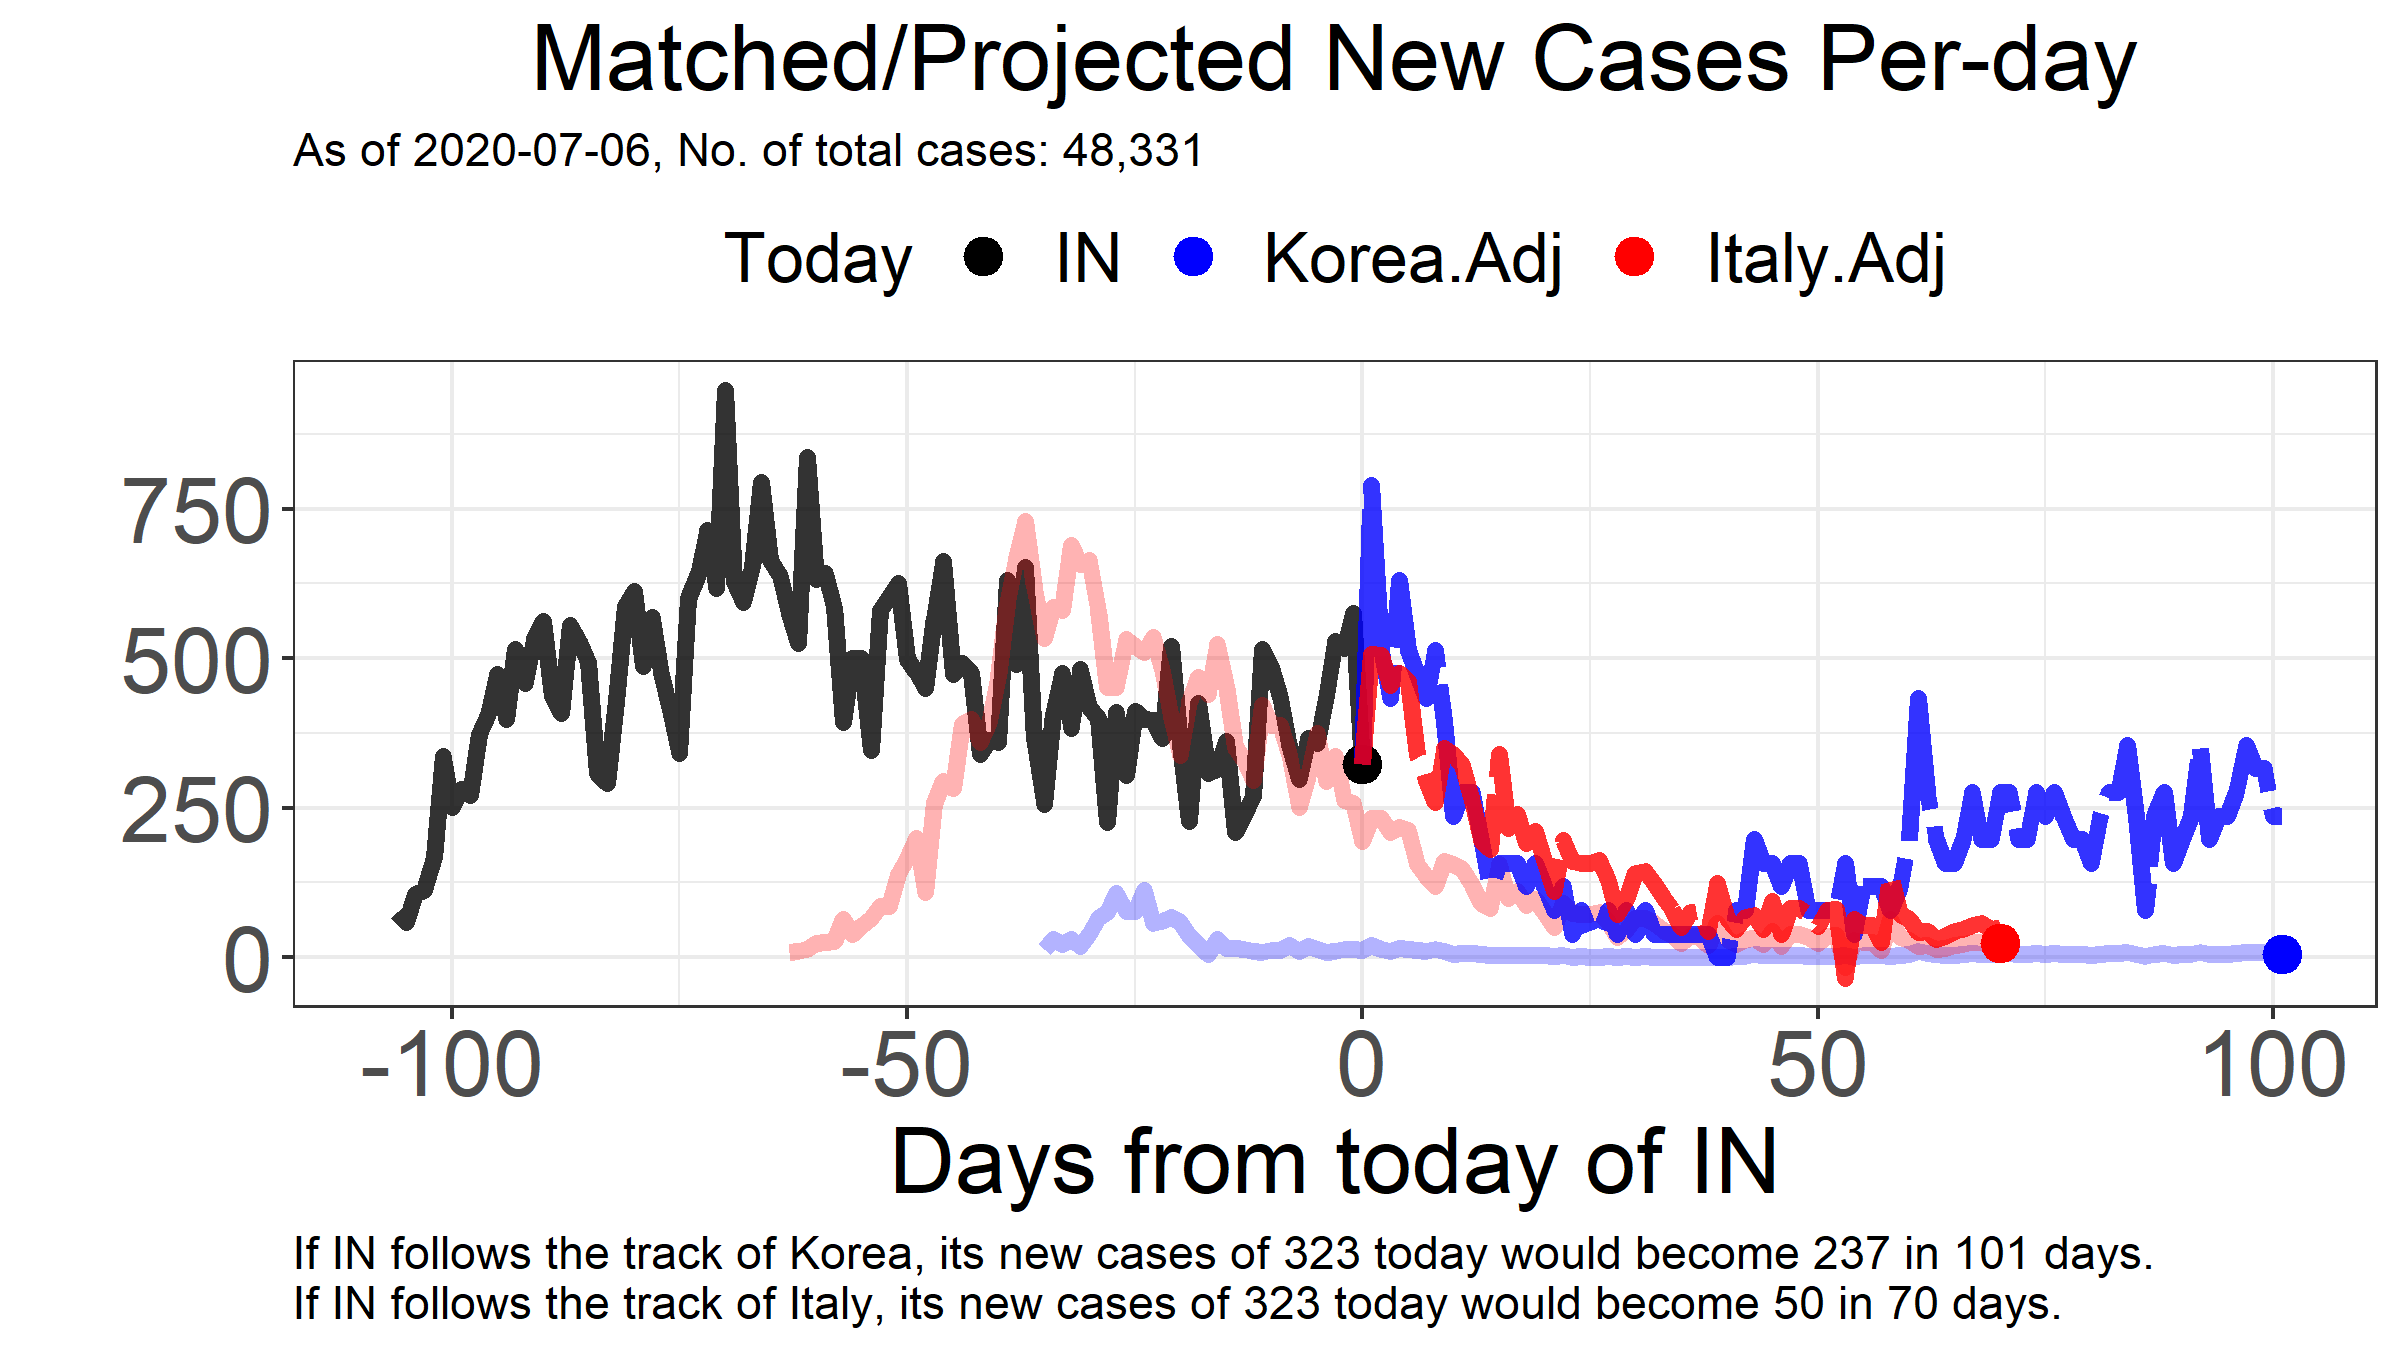 Matched/Projected New Cases Per-day
As of 2020-07-06, No. of total cases: 48,331
Today IN Korea.Adj Italy.Adj
750
500
250
0
-100 -50 0 50 100
Days from today of IN
If IN follows the track of Korea, its new cases of 323 today would become 237 in 101 days.
If IN follows the track of Italy, its new cases of 323 today would become 50 in 70 days.